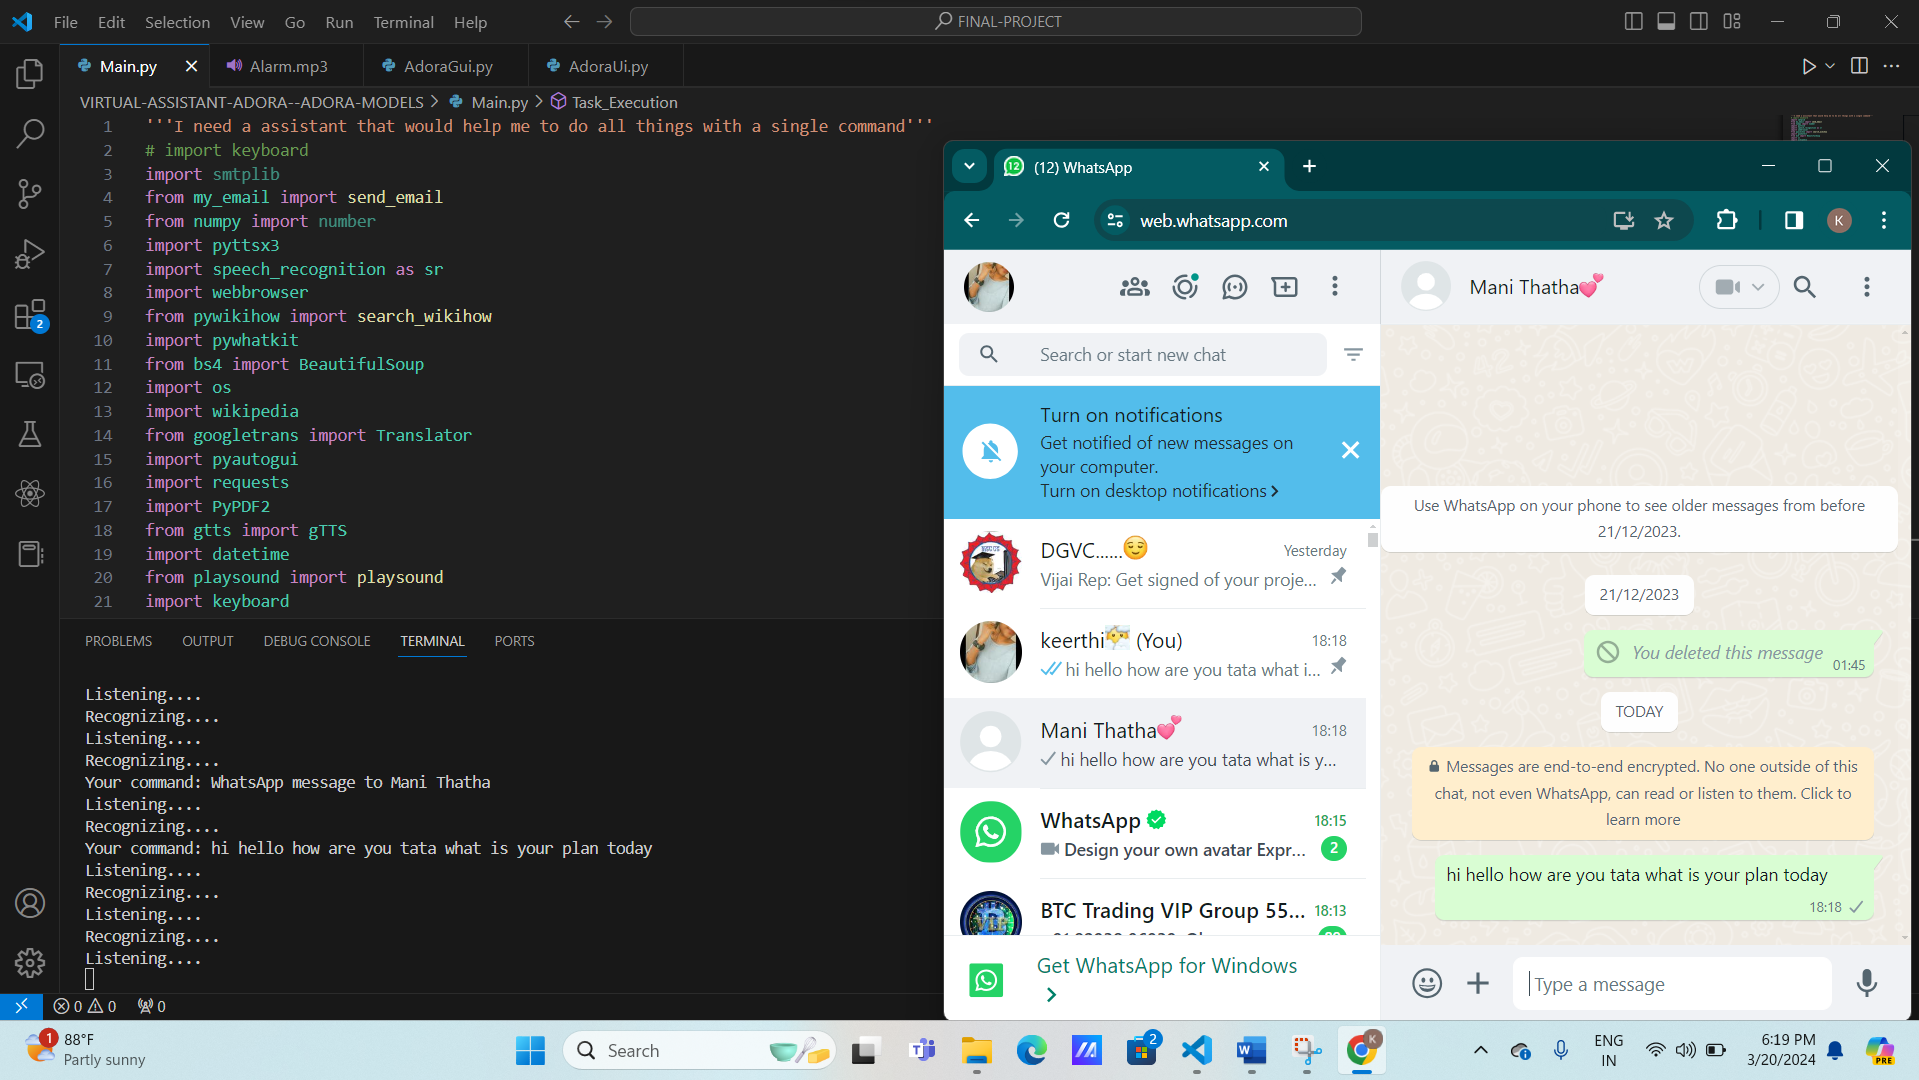 File Edit Selection View Go Run Terminal Help
FINAL-PROJECT
Main.py
Alarm.mp3
AdoraGui.py
AdoraUi.py
VIRTUAL-ASSISTANT-ADORA--ADORA-MODELS > Main.py > Task_Execution
1 '''I need a assistant that would help me to do all things with a single command'''
2 # import keyboard
3 import smtplib
4 from my_email import send_email
5 from numpy import number
6 import pyttsx3
7 import speech_recognition as sr
8 import webbrowser
9 from pywikihow import search_wikihow
10 import pywhatkit
11 from bs4 import BeautifulSoup
12 import os
13 import wikipedia
14 from googletrans import Translator
15 import pyautogui
16 import requests
17 import PyPDF2
18 from gtts import gTTS
19 import datetime
20 from playsound import playsound
21 import keyboard
2
PROBLEMS OUTPUT DEBUG CONSOLE TERMINAL PORTS
Listening....
Recognizing....
Listening....
Recognizing....
Your command: WhatsApp message to Mani Thatha
Listening....
Recognizing....
Your command: hi hello how are you tata what is your plan today
Listening....
Recognizing....
Listening....
Recognizing....
Listening....
0 0 0
12 (12) WhatsApp
web.whatsapp.com
K
Search or start new chat
Turn on notifications
Get notified of new messages on
your computer.
Turn on desktop notifications >
DGVC......😌 Yesterday
Vijai Rep: Get signed of your proje...
keerthi (You) 18:18
hi hello how are you tata what i...
Mani Thatha💕 18:18
hi hello how are you tata what is y...
WhatsApp 18:15
Design your own avatar Expr... 2
BTC Trading VIP Group 55... 18:13
Get WhatsApp for Windows
>
Mani Thatha💕
Use WhatsApp on your phone to see older messages from before
21/12/2023.
21/12/2023
You deleted this message 01:45
TODAY
Messages are end-to-end encrypted. No one outside of this
chat, not even WhatsApp, can read or listen to them. Click to
learn more
hi hello how are you tata what is your plan today
18:18
Type a message
1
88°F
Partly sunny
Search
2
K
ENG
IN
6:19 PM
3/20/2024
PRE